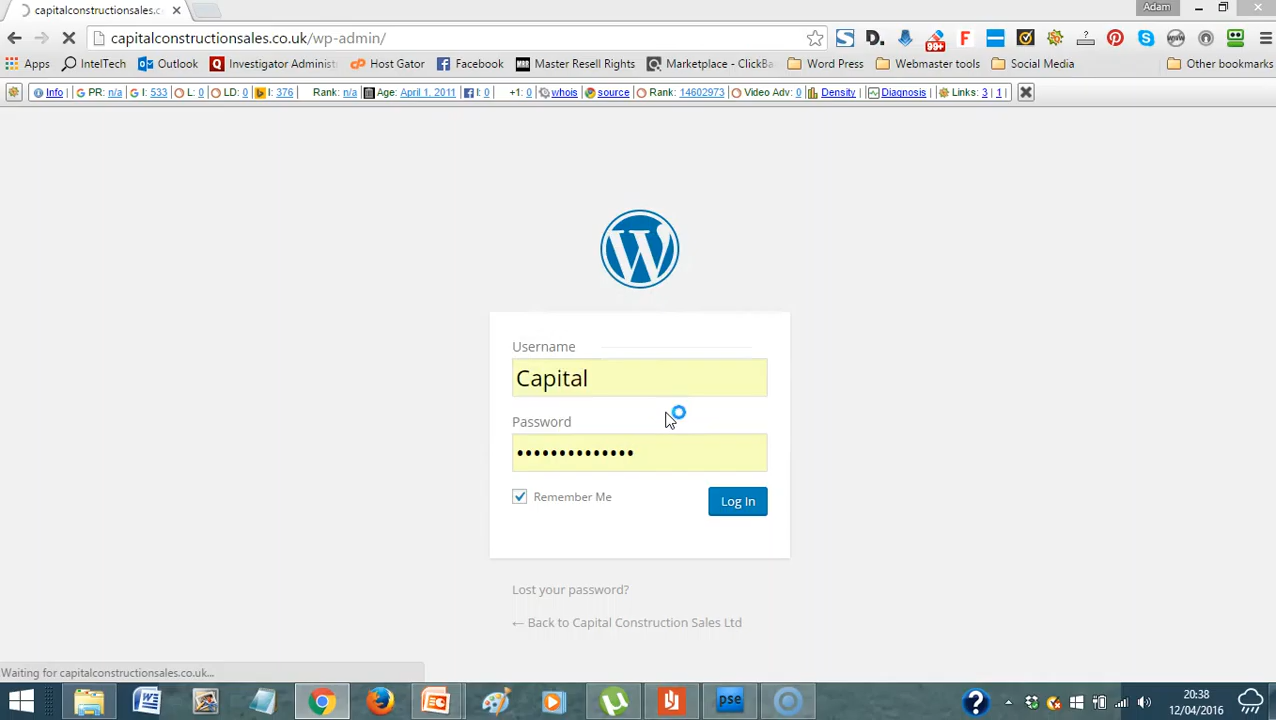 capitalconstructionsales.c
Adam
capitalconstructionsales.co.uk/wp-admin/
99+
Apps
IntelTech
Outlook
Investigator Administ
Host Gator
Facebook
Master Resell Rights
Marketplace - ClickBa
Word Press
Webmaster tools
Social Media
Other bookmarks
Info | PR: n/a I: 533 L: 0 LD: 0 I: 376 Rank: n/a Age: April 1, 2011 I: 0 +1: 0 whois source Rank: 14602973 Video Adv: 0 Density | Diagnosis | Links: 3 | 1 |
Username
Capital
Password
••••••••••••••
Remember Me
Log In
Lost your password?
← Back to Capital Construction Sales Ltd
Waiting for capitalconstructionsales.co.uk...
pse
20:38
12/04/2016